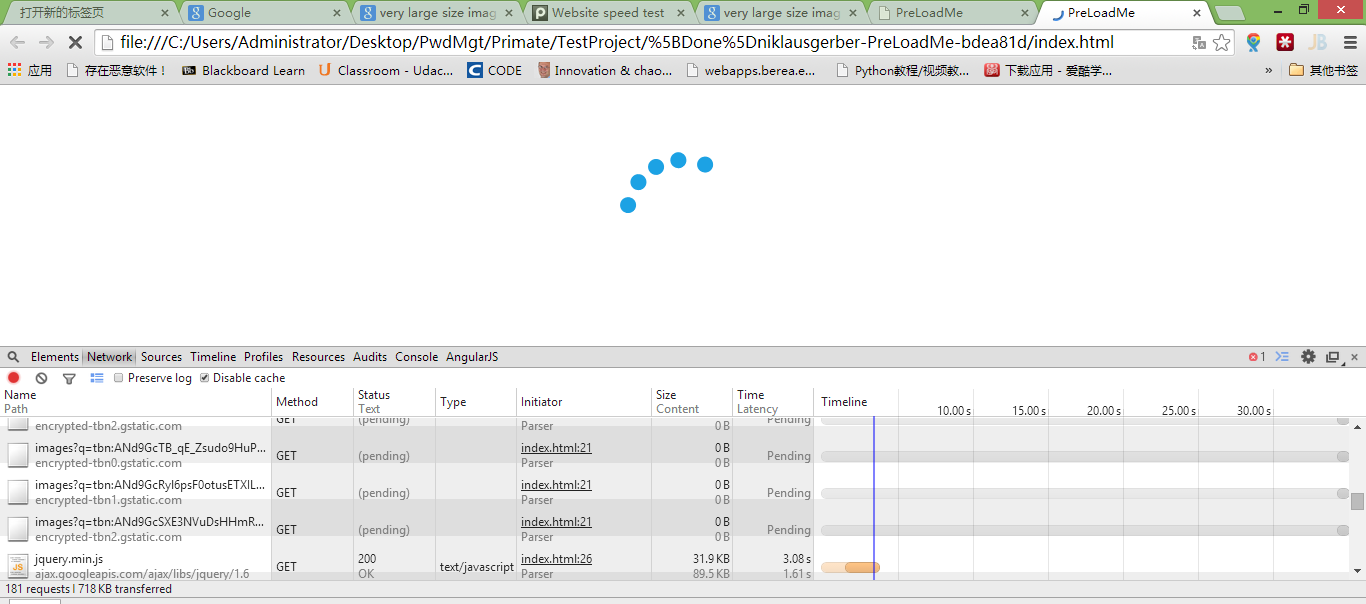 打开新的标签页 Google very large size imag Website speed test very large size imag PreLoadMe PreLoadMe
file:///C:/Users/Administrator/Desktop/PwdMgt/Primate/TestProject/%5BDone%5Dniklausgerber-PreLoadMe-bdea81d/index.html
应用 存在恶意软件！ Blackboard Learn Classroom - Udac... CODE Innovation & chao... webapps.berea.e... Python教程/视频教... 下载应用 - 爱酷学... » 其他书签
Elements Network Sources Timeline Profiles Resources Audits Console AngularJS 1
Preserve log Disable cache
Name Method Status Type Initiator Size Time Timeline
Path Text Content Latency
10.00 s 15.00 s 20.00 s 25.00 s 30.00 s
GET (pending) Pending
encrypted-tbn2.gstatic.com Parser 0 B
images?q=tbn:ANd9GcTB_qE_Zsudo9HuP... GET (pending) index.html:21 0 B Pending
encrypted-tbn0.gstatic.com Parser 0 B
images?q=tbn:ANd9GcRyI6psF0otusETXIL... GET (pending) index.html:21 0 B Pending
encrypted-tbn1.gstatic.com Parser 0 B
images?q=tbn:ANd9GcSXE3NVuDsHHmR... GET (pending) index.html:21 0 B Pending
encrypted-tbn2.gstatic.com Parser 0 B
jquery.min.js GET 200 text/javascript index.html:26 31.9 KB 3.08 s
ajax.googleapis.com/ajax/libs/jquery/1.6 OK Parser 89.5 KB 1.61 s
181 requests | 718 KB transferred